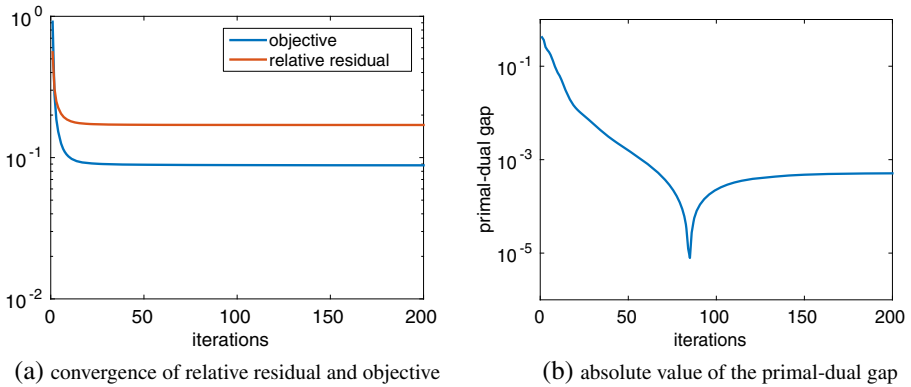 10^0
10^-1
10^-2
objective
relative residual
0 50 100 150 200
iterations
(a) convergence of relative residual and objective
primal-dual gap
10^-1
10^-3
10^-5
0 50 100 150 200
iterations
(b) absolute value of the primal-dual gap